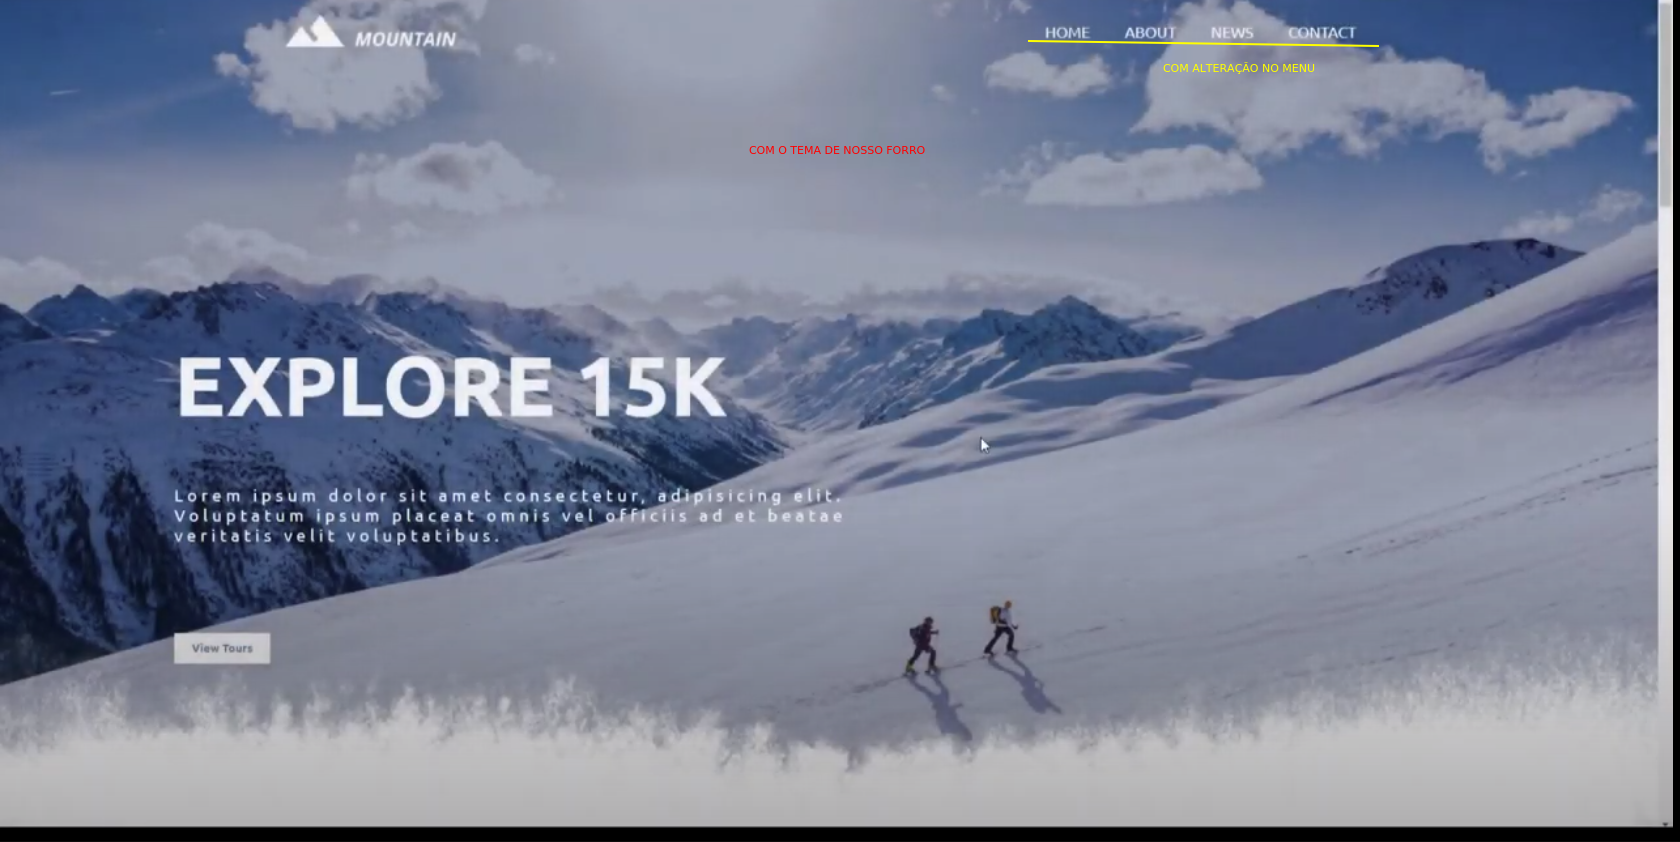 MOUNTAIN
HOME ABOUT NEWS CONTACT
COM ALTERAÇÃO NO MENU
COM O TEMA DE NOSSO FORRO
EXPLORE 15K
Lorem ipsum dolor sit amet consectetur, adipisicing elit.
Voluptatum ipsum placeat omnis vel officiis ad et beatae
veritatis velit voluptatibus.
View Tours